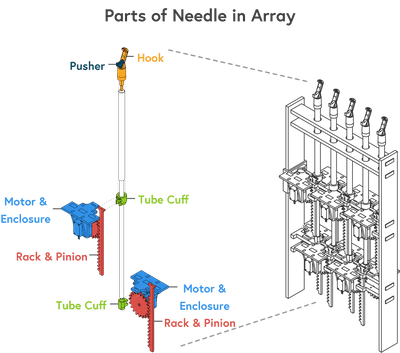 Parts of Needle in Array
Hook
Pusher
Tube Cuff
Motor &
Enclosure
Rack & Pinion
Motor &
Enclosure
Tube Cuff
Rack & Pinion